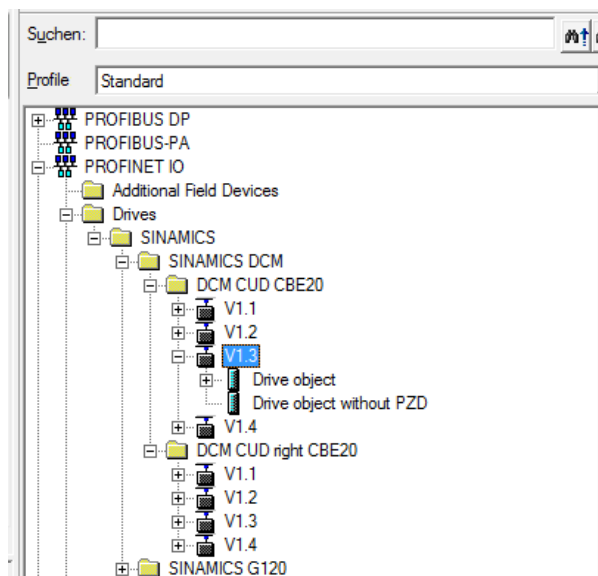 Suchen:
Profile Standard
PROFIBUS DP
PROFIBUS-PA
PROFINET IO
Additional Field Devices
Drives
SINAMICS
SINAMICS DCM
DCM CUD CBE20
V1.1
V1.2
V1.3
Drive object
Drive object without PZD
V1.4
DCM CUD right CBE20
V1.1
V1.2
V1.3
V1.4
SINAMICS G120